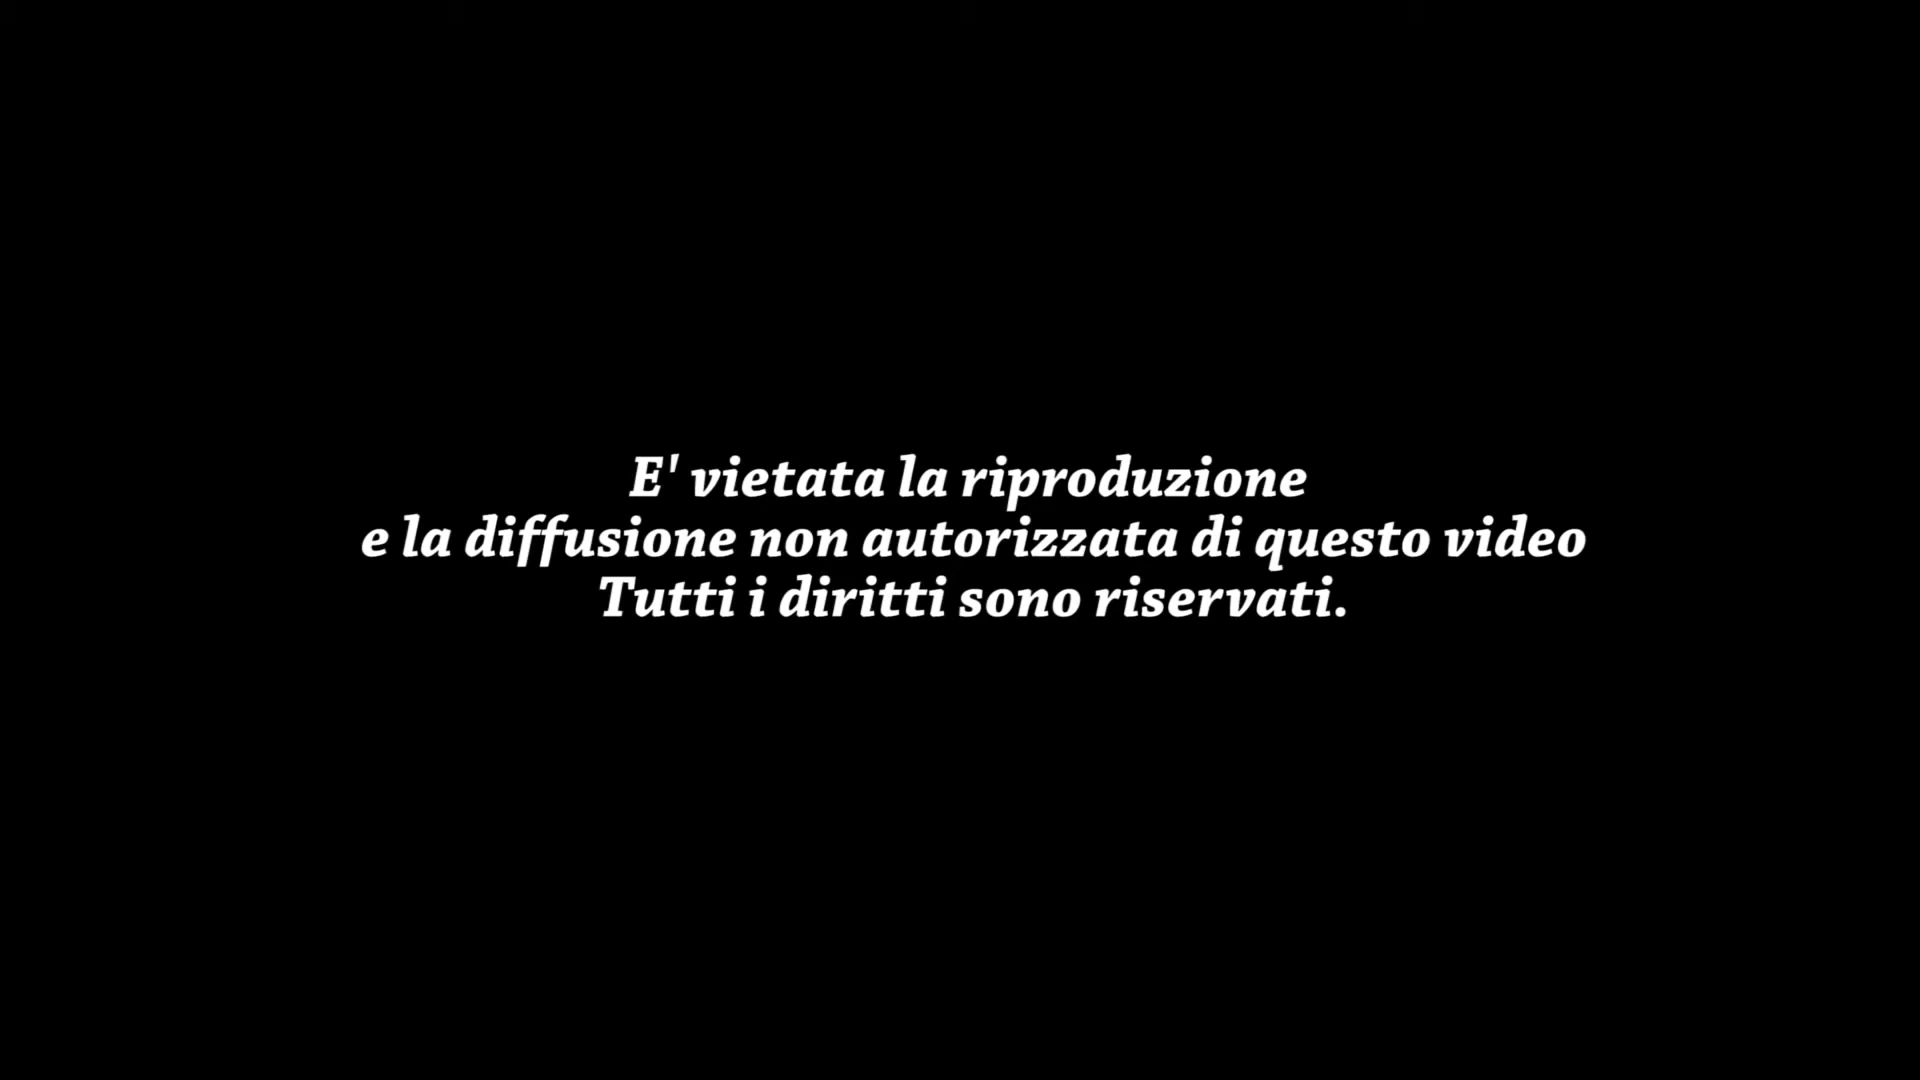 E' vietata la riproduzione
e la diffusione non autorizzata di questo video
Tutti i diritti sono riservati.